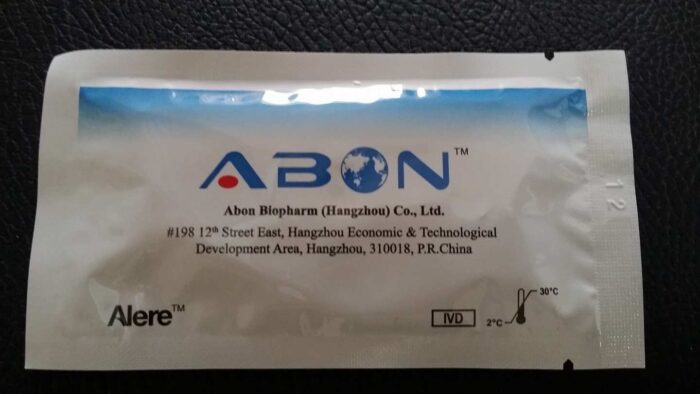 ABON™
Abon Biopharm (Hangzhou) Co., Ltd.
#198 12th Street East, Hangzhou Economic & Technological
Development Area, Hangzhou, 310018, P.R.China
Alere™
IVD
2°C
30°C
12